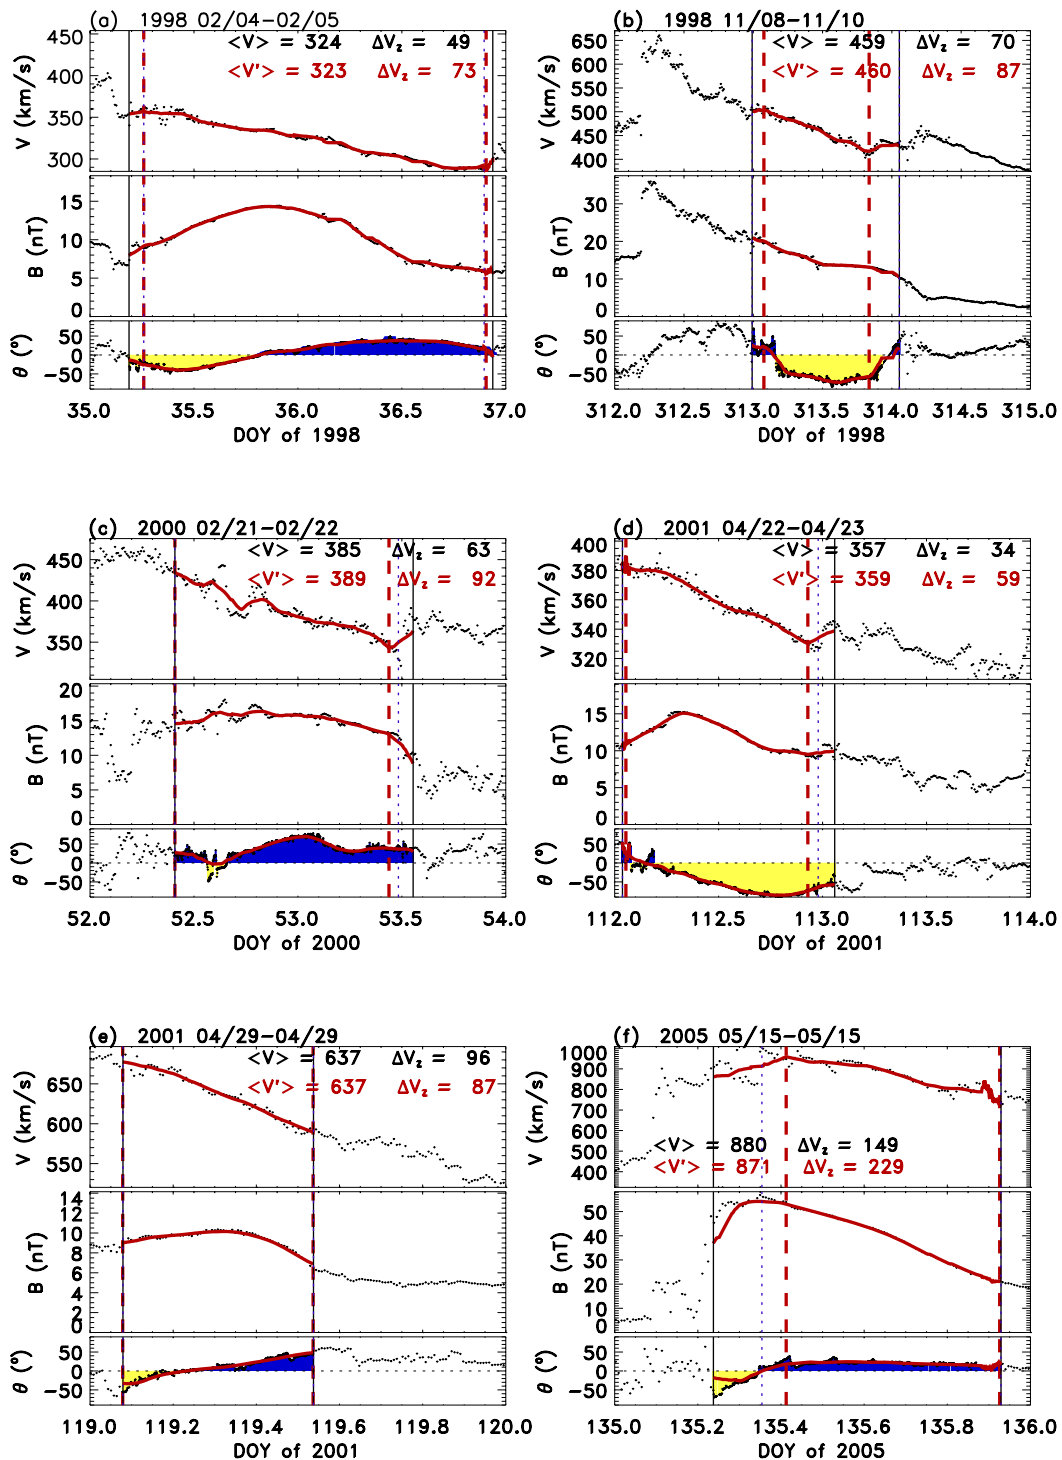 (a) 1998 02/04−02/05
<V> = 324 ΔVz = 49
<V'> = 323 ΔVz = 73
V (km/s)
450
400
350
300
B (nT)
15
10
5
0
θ (°)
50
0
−50
35.0 35.5 36.0 36.5 37.0
DOY of 1998
(b) 1998 11/08−11/10
<V> = 459 ΔVz = 70
<V'> = 460 ΔVz = 87
V (km/s)
650
600
550
500
450
400
B (nT)
30
20
10
0
θ (°)
50
0
−50
312.0 312.5 313.0 313.5 314.0 314.5 315.0
DOY of 1998
(c) 2000 02/21−02/22
<V> = 385 ΔVz = 63
<V'> = 389 ΔVz = 92
V (km/s)
450
400
350
B (nT)
20
15
10
5
0
θ (°)
50
0
−50
52.0 52.5 53.0 53.5 54.0
DOY of 2000
(d) 2001 04/22−04/23
<V> = 357 ΔVz = 34
<V'> = 359 ΔVz = 59
V (km/s)
400
380
360
340
320
B (nT)
15
10
5
0
θ (°)
50
0
−50
112.0 112.5 113.0 113.5 114.0
DOY of 2001
(e) 2001 04/29−04/29
<V> = 637 ΔVz = 96
<V'> = 637 ΔVz = 87
V (km/s)
650
600
550
B (nT)
14
12
10
8
6
4
2
0
θ (°)
50
0
−50
119.0 119.2 119.4 119.6 119.8 120.0
DOY of 2001
(f) 2005 05/15−05/15
V (km/s)
1000
900
800
700
600
500
400
<V> = 880 ΔVz = 149
<V'> = 871 ΔVz = 229
B (nT)
50
40
30
20
10
0
θ (°)
50
0
−50
135.0 135.2 135.4 135.6 135.8 136.0
DOY of 2005